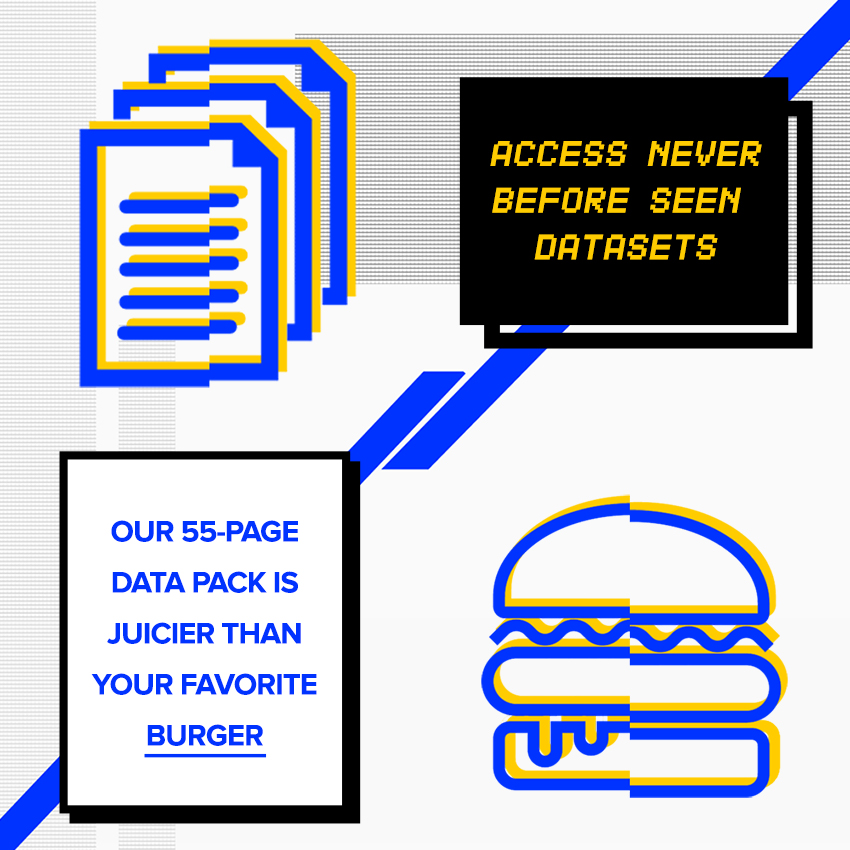 ACCESS NEVER
BEFORE SEEN
DATASETS
OUR 55-PAGE
DATA PACK IS
JUICIER THAN
YOUR FAVORITE
BURGER